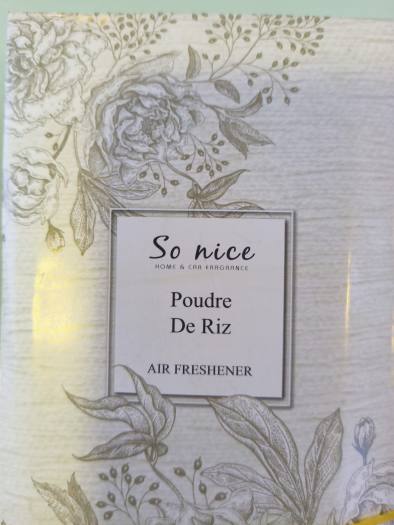 So nice
HOME & CAR FRAGRANCE
Poudre
De Riz
AIR FRESHENER